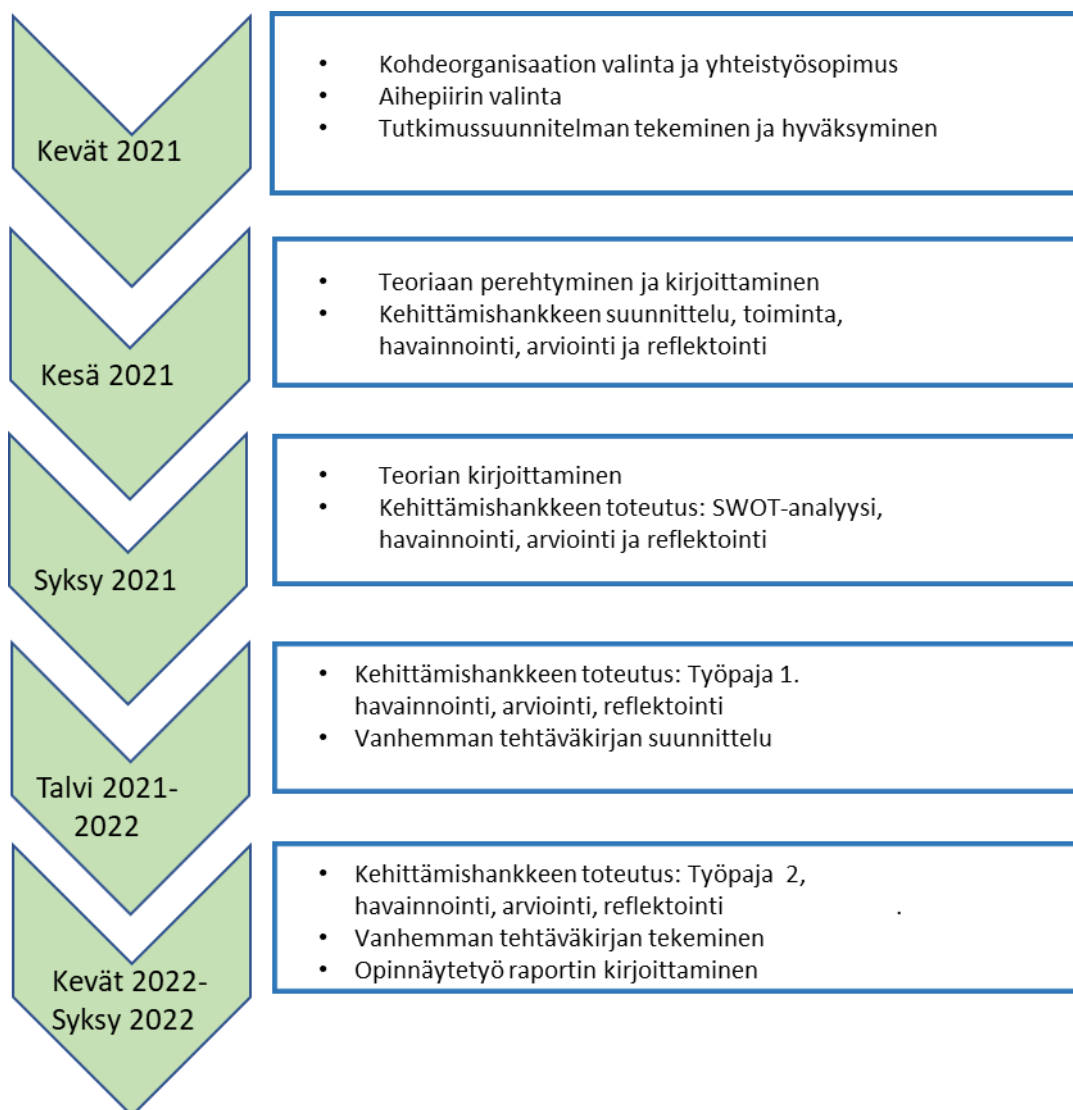 Kevät 2021
• Kohdeorganisaation valinta ja yhteistyösopimus
• Aihepiirin valinta
• Tutkimussuunnitelman tekeminen ja hyväksyminen
Kesä 2021
• Teoriaan perehtyminen ja kirjoittaminen
• Kehittämishankkeen suunnittelu, toiminta,
havainnointi, arviointi ja reflektointi
Syksy 2021
• Teorian kirjoittaminen
• Kehittämishankkeen toteutus: SWOT-analyysi,
havainnointi, arviointi ja reflektointi
Talvi 2021-
2022
• Kehittämishankkeen toteutus: Työpaja 1.
havainnointi, arviointi, reflektointi
• Vanhemman tehtäväkirjan suunnittelu
Kevät 2022-
Syksy 2022
• Kehittämishankkeen toteutus: Työpaja 2,
havainnointi, arviointi, reflektointi .
• Vanhemman tehtäväkirjan tekeminen
• Opinnäytetyö raportin kirjoittaminen